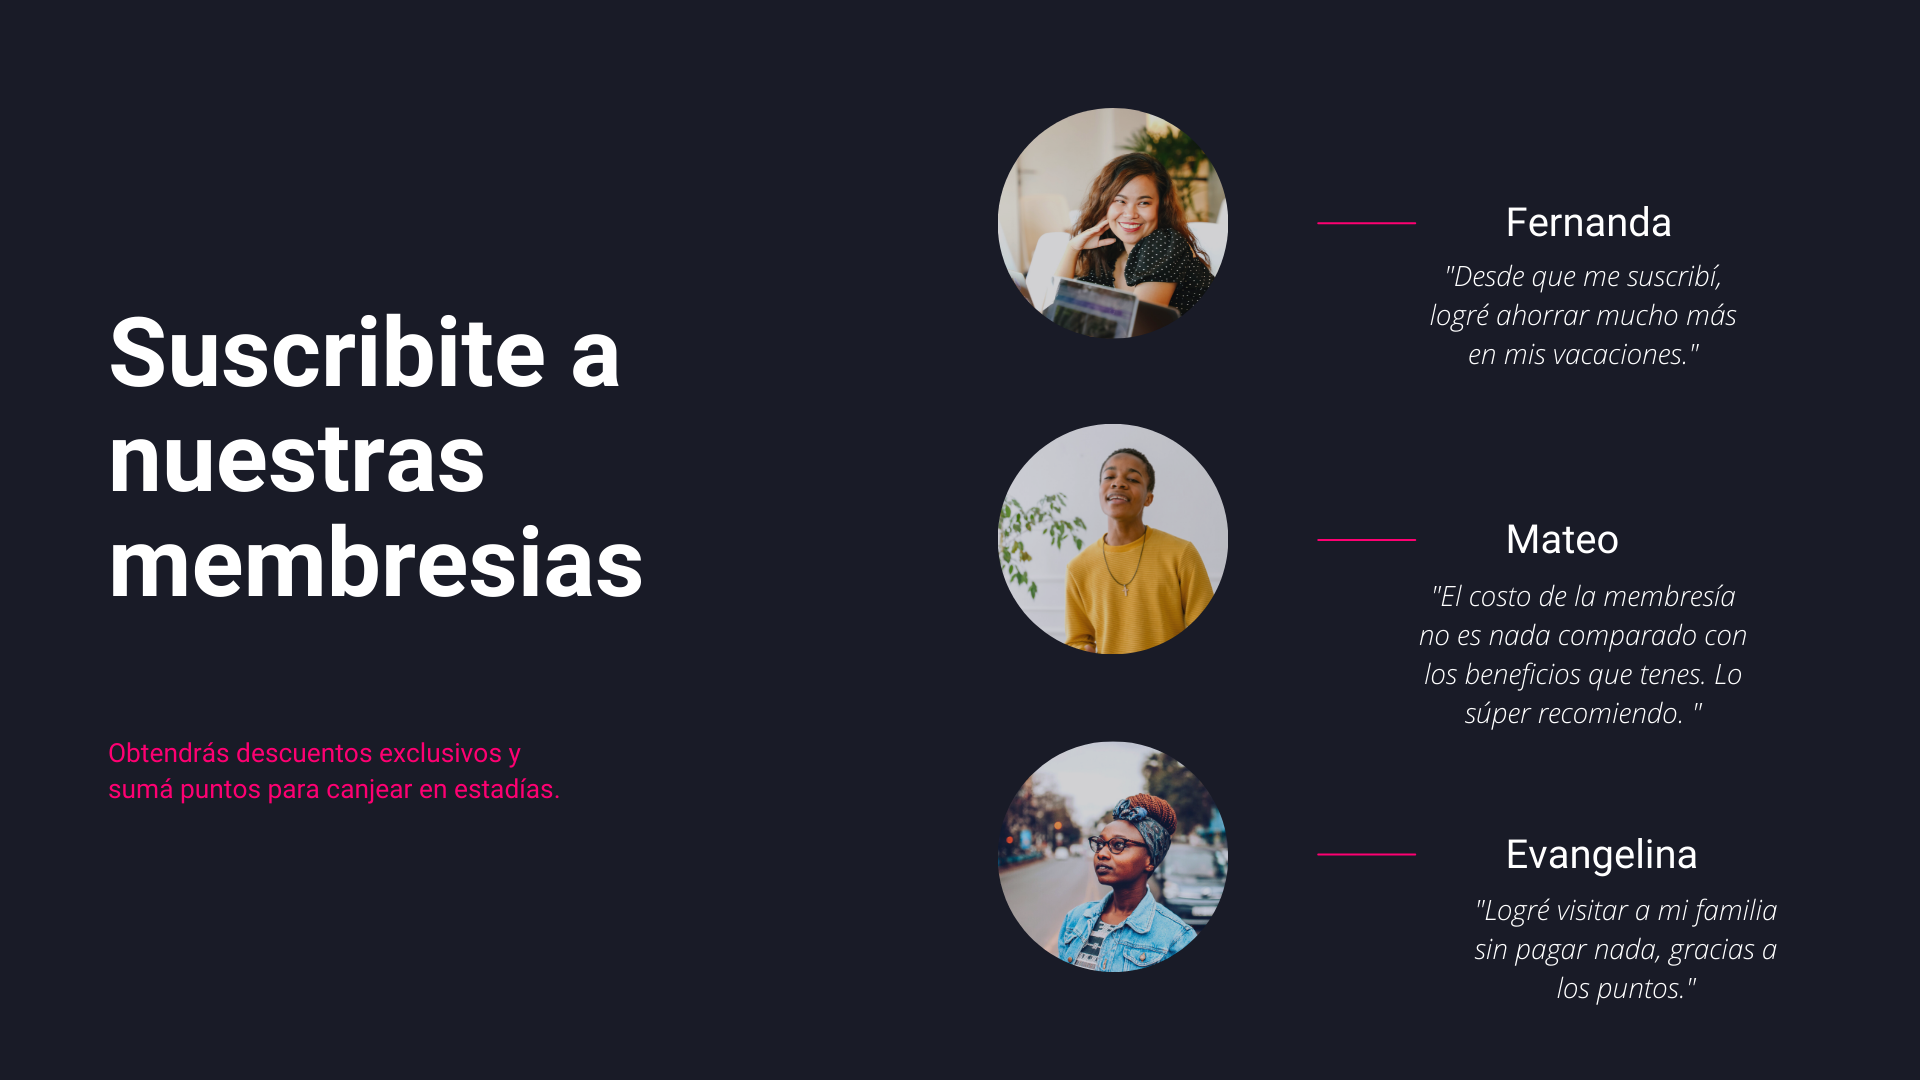 Suscribite a
nuestras
membresias
Obtendrás descuentos exclusivos y
sumá puntos para canjear en estadías.
Fernanda
"Desde que me suscribí,
logré ahorrar mucho más
en mis vacaciones."
Mateo
"El costo de la membresía
no es nada comparado con
los beneficios que tenes. Lo
súper recomiendo. "
Evangelina
"Logré visitar a mi familia
sin pagar nada, gracias a
los puntos."